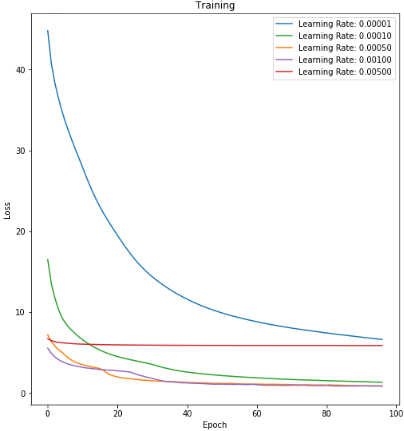 Training
Learning Rate: 0.00001
Learning Rate: 0.00010
Learning Rate: 0.00050
Learning Rate: 0.00100
Learning Rate: 0.00500
Loss
40
30
20
10
0
0 20 40 60 80 100
Epoch